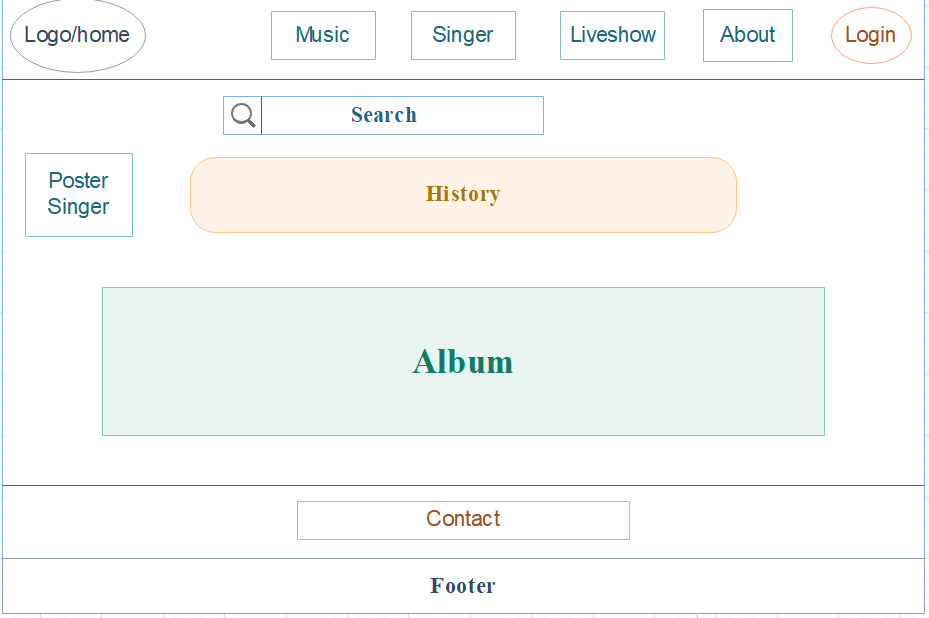 Logo/home
Music
Singer
Liveshow
About
Login
Search
Poster
Singer
History
Album
Contact
Footer